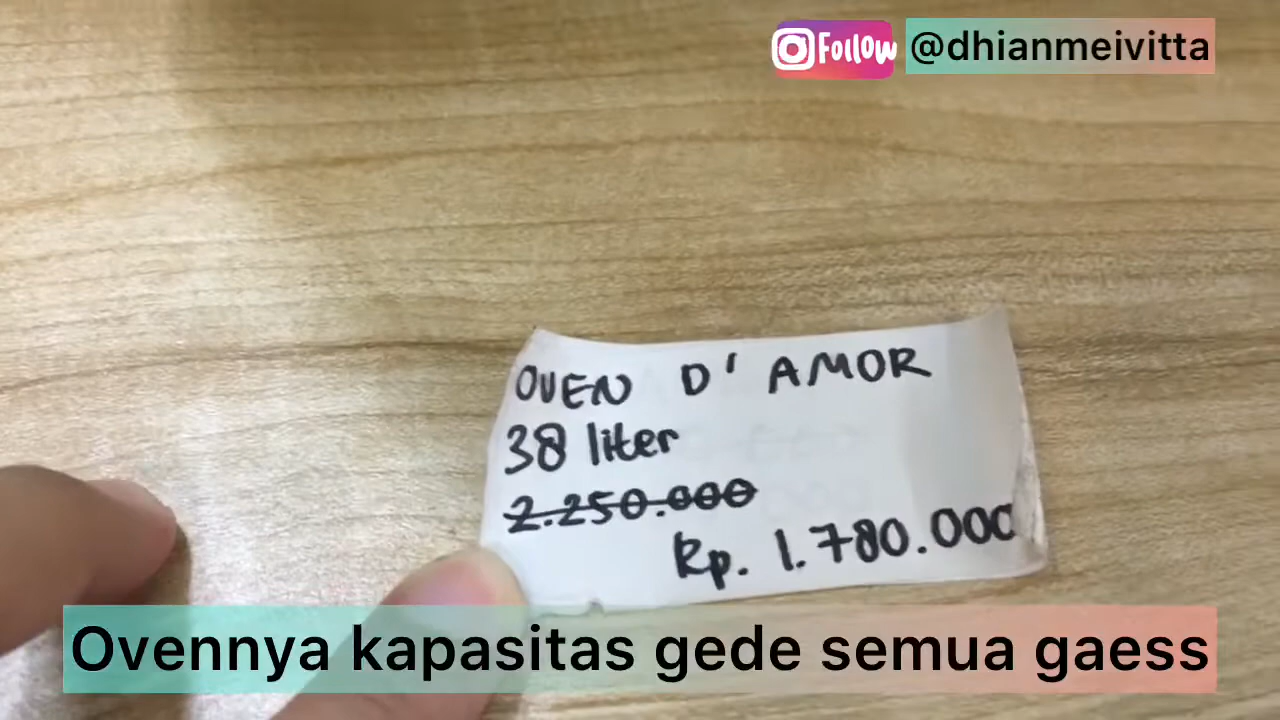 Follow @dhianmeivitta
OVEN D' AMOR
38 liter
2.250.000
Rp. 1.780.000
Ovennya kapasitas gede semua gaess